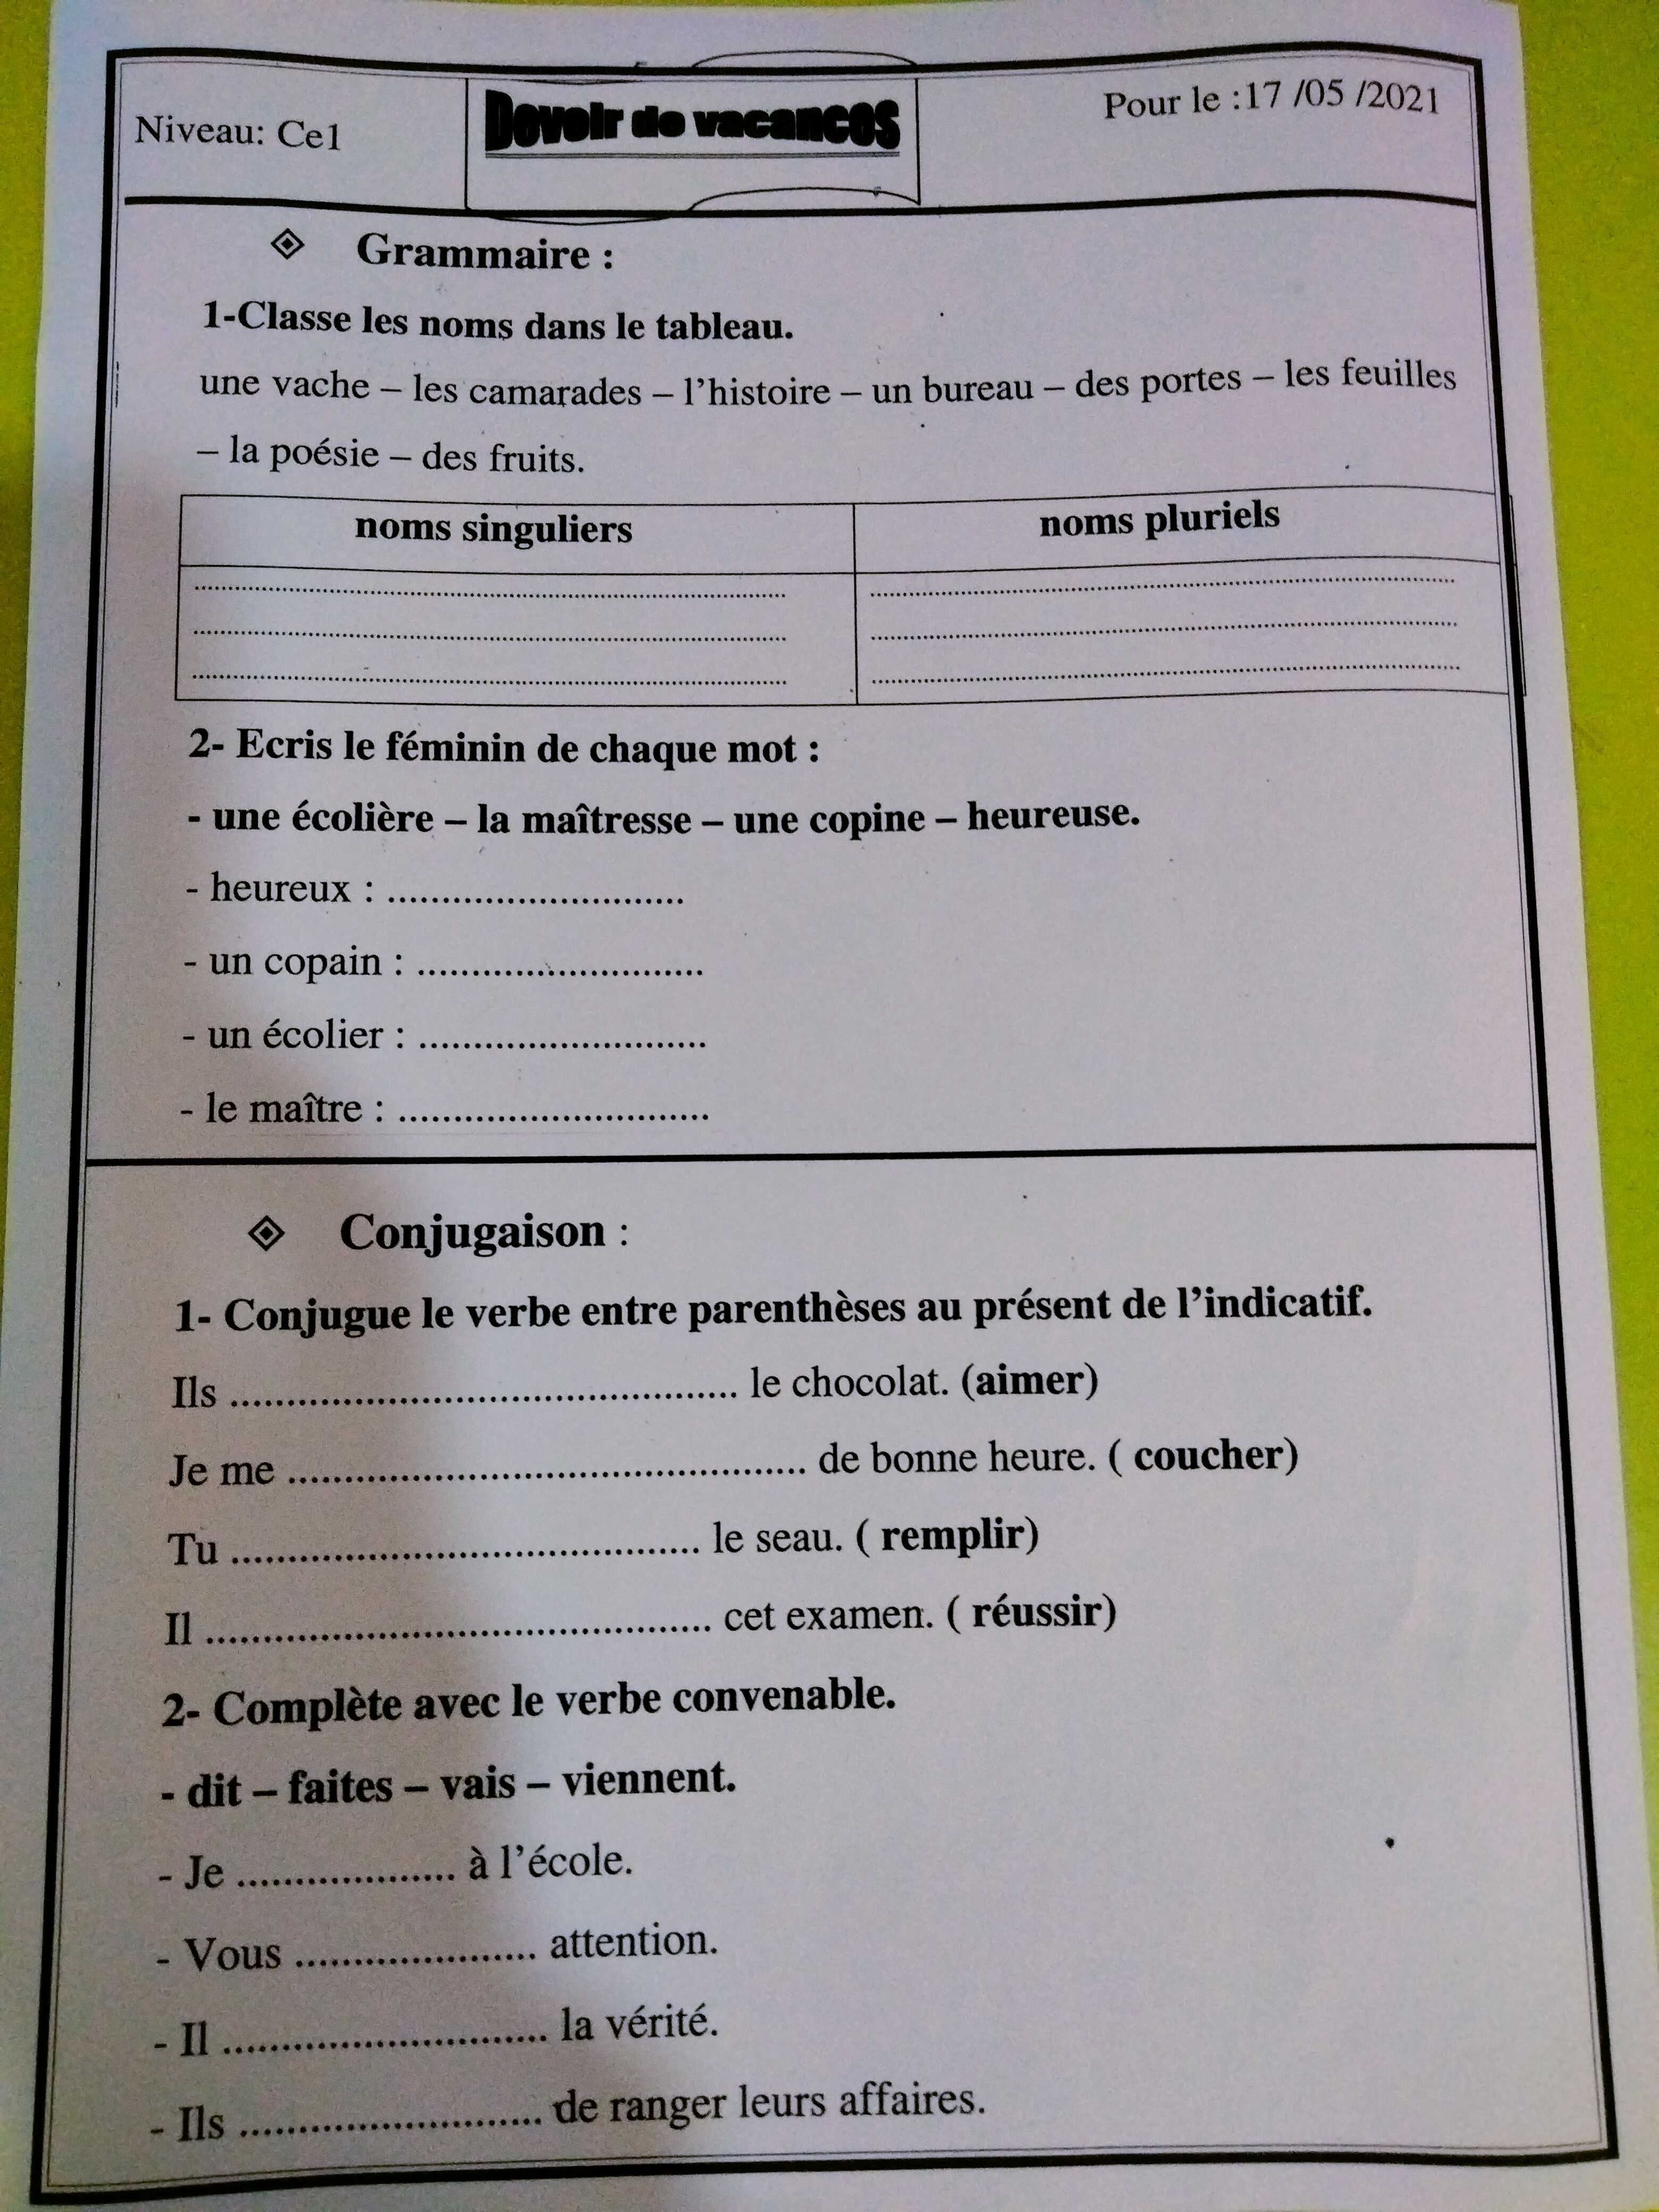 Niveau: Ce1
Devoir de vacances
Pour le :17 /05 /2021
Grammaire :
1-Classe les noms dans le tableau.
une vache – les camarades – l’histoire – un bureau – des portes – les feuilles
– la poésie – des fruits.
noms singuliers
noms pluriels
2- Ecris le féminin de chaque mot :
- une écolière – la maîtresse – une copine – heureuse.
- heureux : ...........................
- un copain : ..........................
- un écolier : ..........................
- le maître : ............................
Conjugaison :
1- Conjugue le verbe entre parenthèses au présent de l’indicatif.
Ils .............................................. le chocolat. (aimer)
Je me ............................................... de bonne heure. ( coucher)
Tu ........................................... le seau. ( remplir)
Il .............................................. cet examen. ( réussir)
2- Complète avec le verbe convenable.
- dit – faites – vais – viennent.
- Je ................... à l’école.
- Vous ..................... attention.
- Il ............................ la vérité.
- Ils .......................... de ranger leurs affaires.